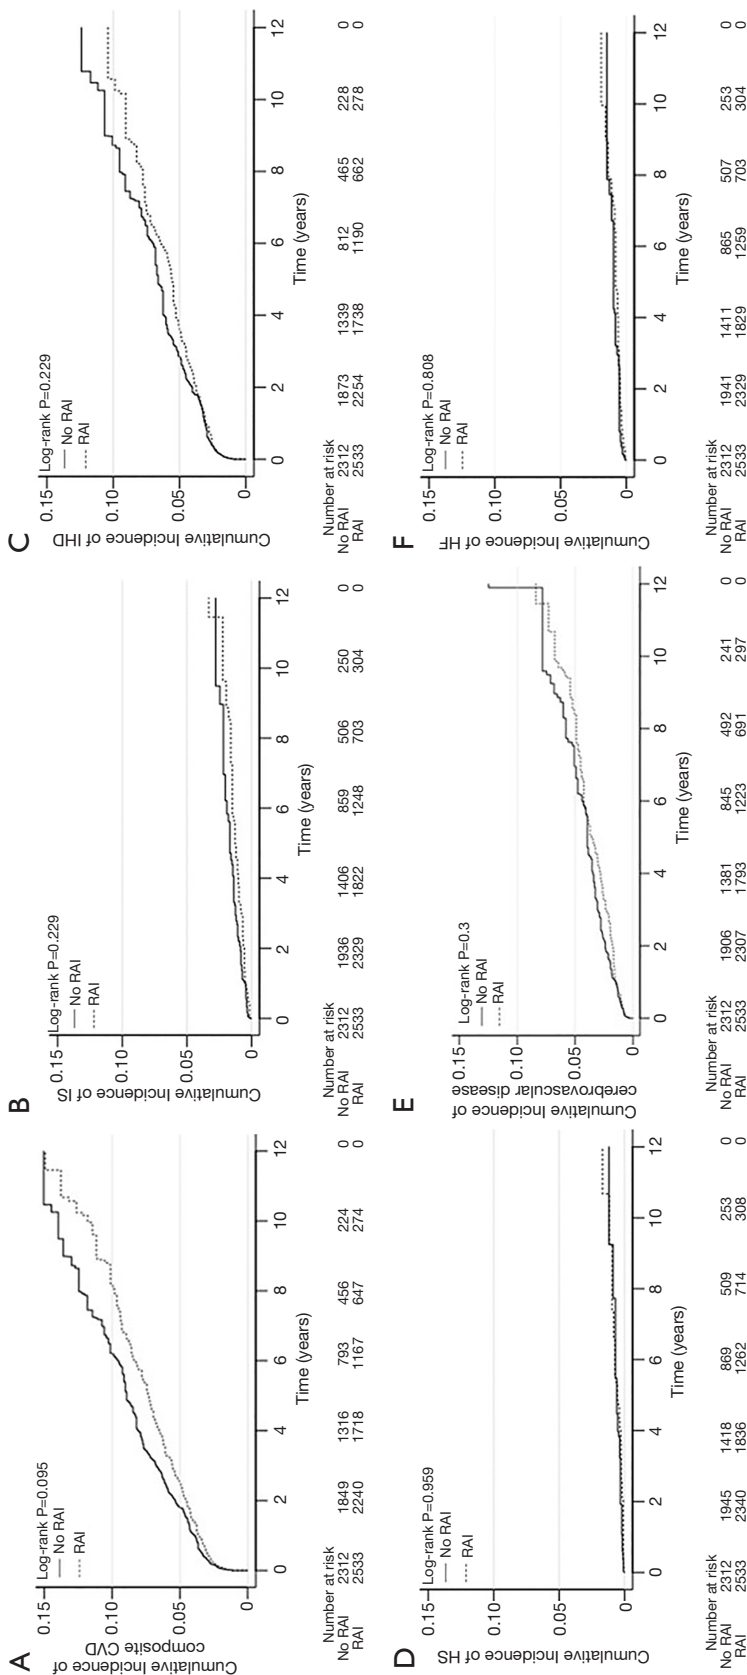 A
Cumulative Incidence of
composite CVD
0.15
0.10
0.05
0
Log-rank P=0.095
No RAI
RAI
0 2 4 6 8 10 12
Time (years)
Number at risk
No RAI 2312 1849 1316 793 456 224 0
RAI 2533 2240 1718 1167 647 274 0
B
Cumulative Incidence of IS
0.15
0.10
0.05
0
Log-rank P=0.229
No RAI
RAI
0 2 4 6 8 10 12
Time (years)
Number at risk
No RAI 2312 1936 1406 859 506 250 0
RAI 2533 2329 1822 1248 703 304 0
C
Cumulative Incidence of IHD
0.15
0.10
0.05
0
Log-rank P=0.229
No RAI
RAI
0 2 4 6 8 10 12
Time (years)
Number at risk
No RAI 2312 1873 1339 812 465 228 0
RAI 2533 2254 1738 1190 662 278 0
D
Cumulative Incidence of HS
0.15
0.10
0.05
0
Log-rank P=0.959
No RAI
RAI
0 2 4 6 8 10 12
Time (years)
Number at risk
No RAI 2312 1945 1418 869 509 253 0
RAI 2533 2340 1836 1262 714 308 0
E
Cumulative Incidence of
cerebrovascular disease
0.15
0.10
0.05
0
Log-rank P=0.3
No RAI
RAI
0 2 4 6 8 10 12
Time (years)
Number at risk
No RAI 2312 1906 1381 845 492 241 0
RAI 2533 2307 1793 1223 691 297 0
F
Cumulative Incidence of HF
0.15
0.10
0.05
0
Log-rank P=0.808
No RAI
RAI
0 2 4 6 8 10 12
Time (years)
Number at risk
No RAI 2312 1941 1411 865 507 253 0
RAI 2533 2329 1829 1259 703 304 0